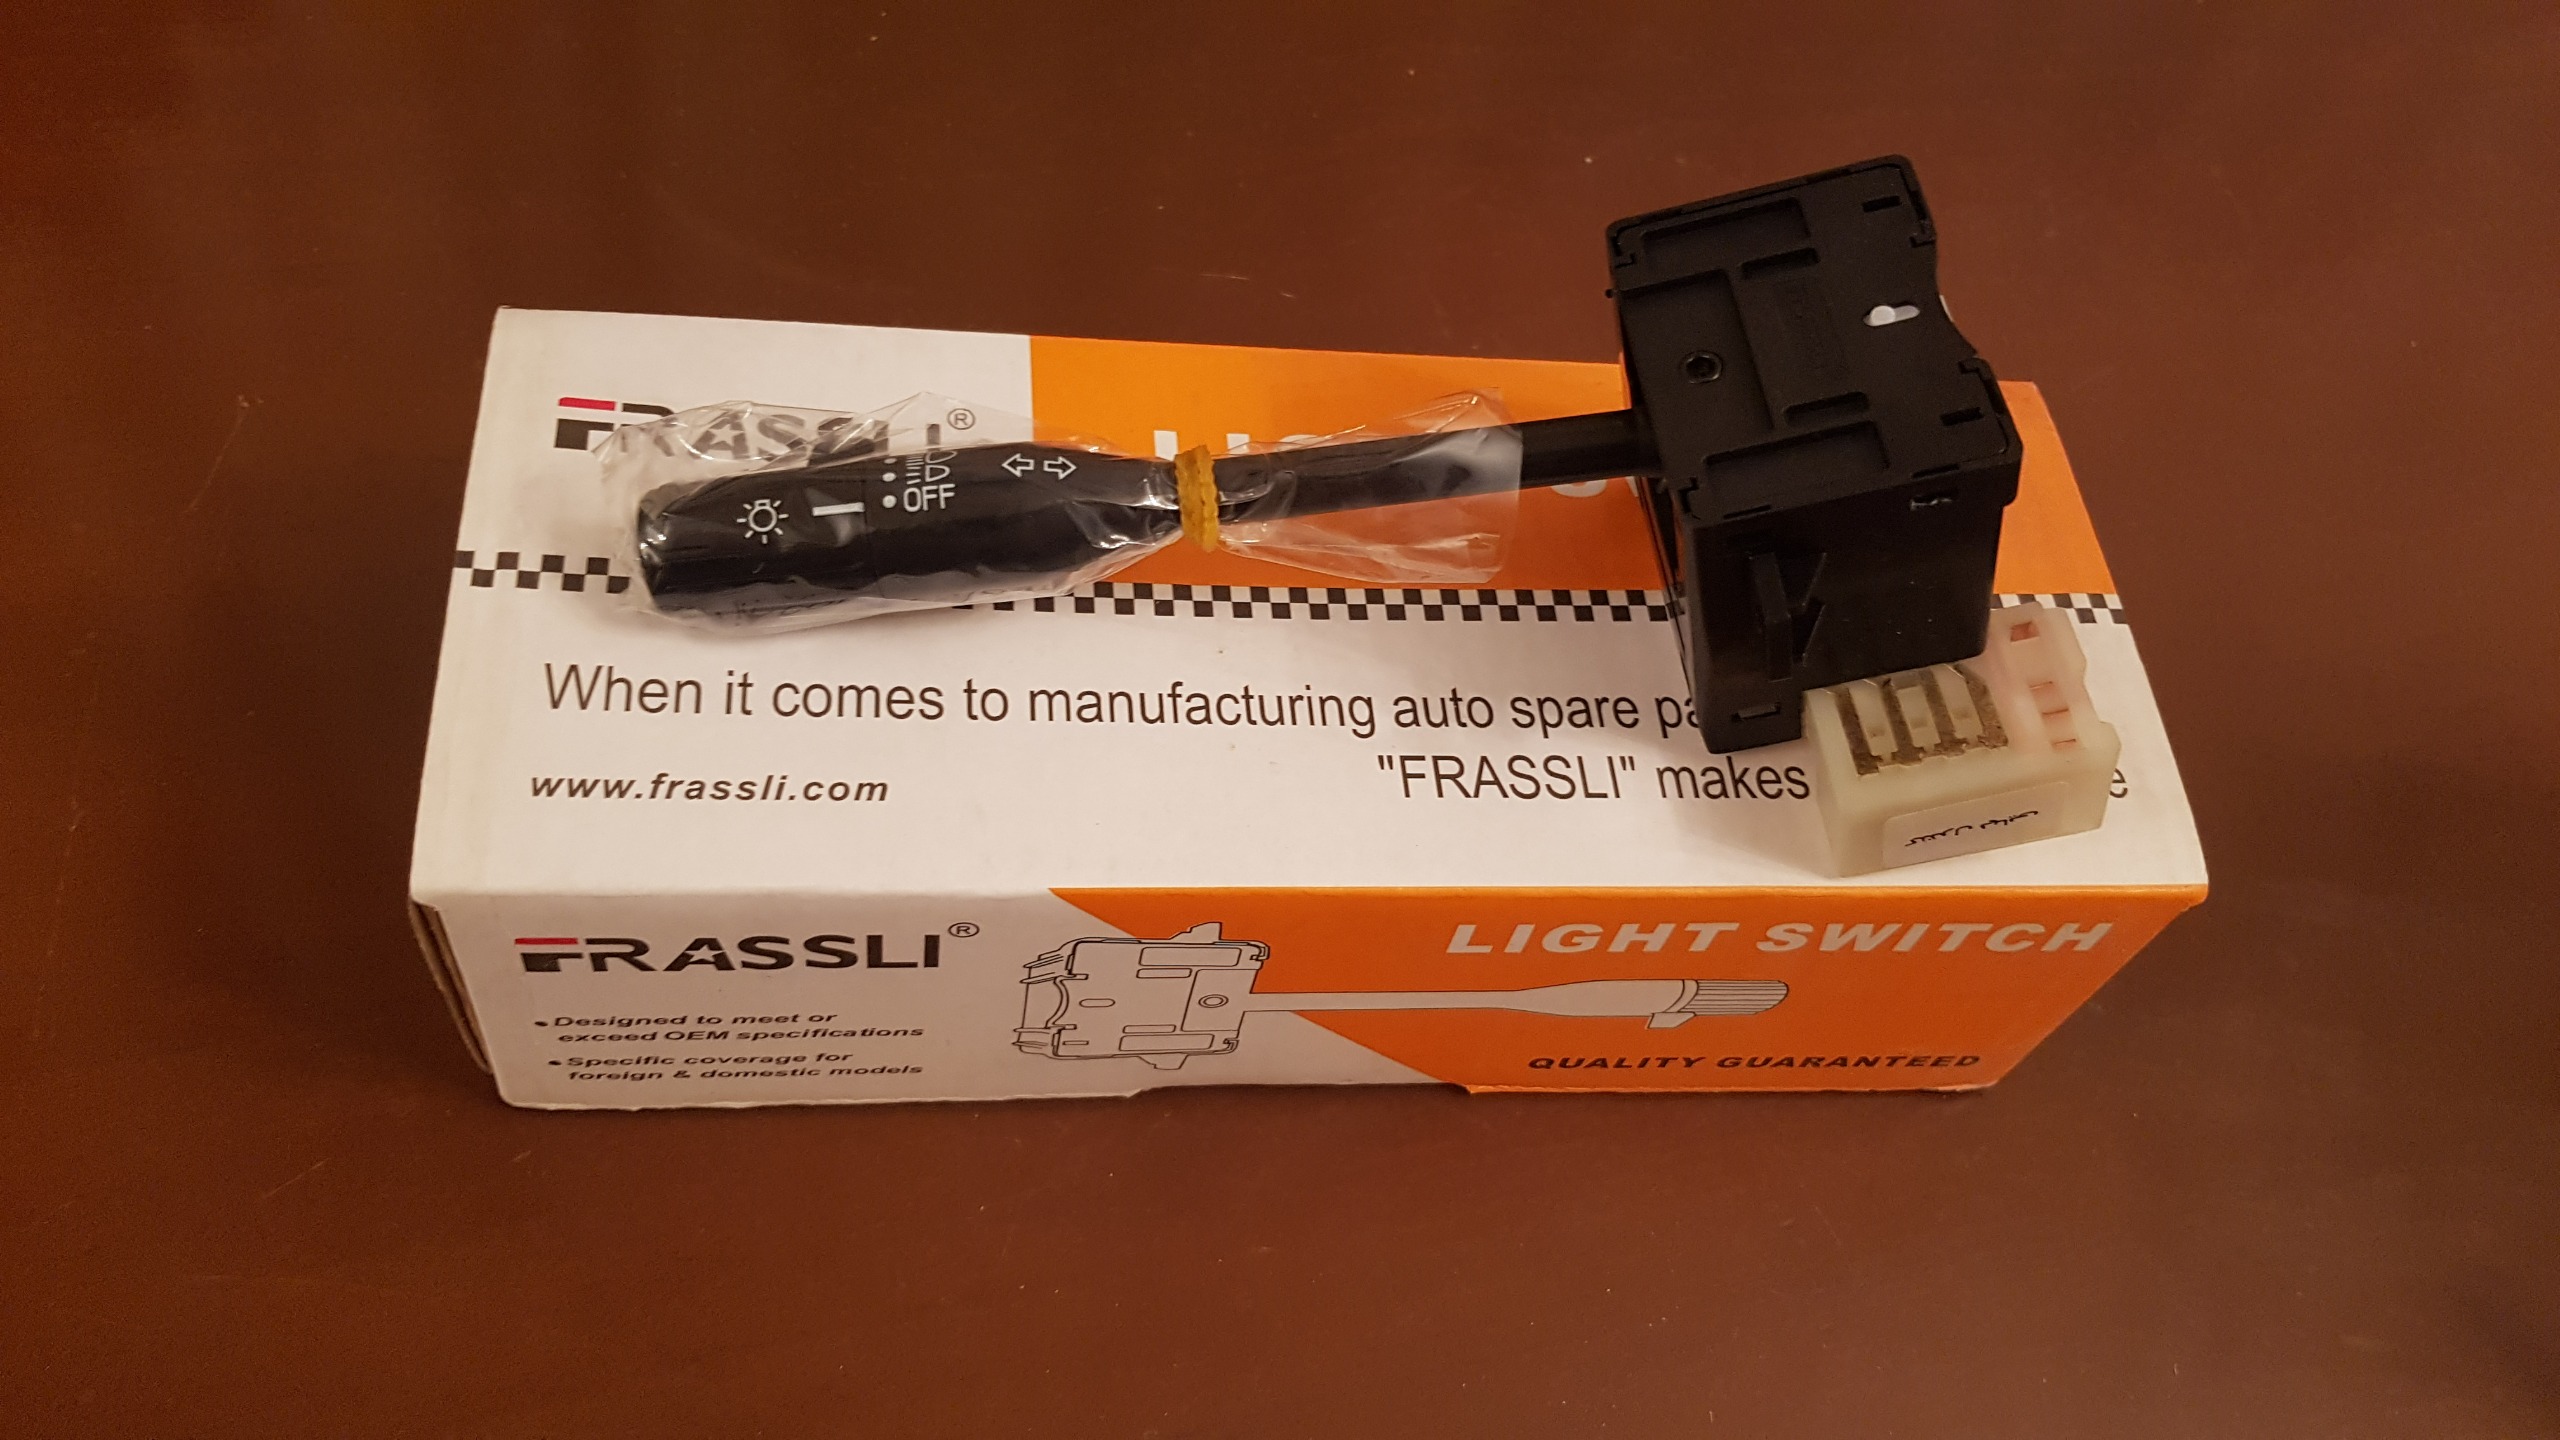 FRASSLI®
OFF
When it comes to manufacturing auto spare
www.frassli.com
"FRASSLI" makes
FRASSLI®
LIGHT SWITCH
• Designed to meet or
exceed OEM specifications
• Specific coverage for
foreign & domestic models
QUALITY GUARANTEED